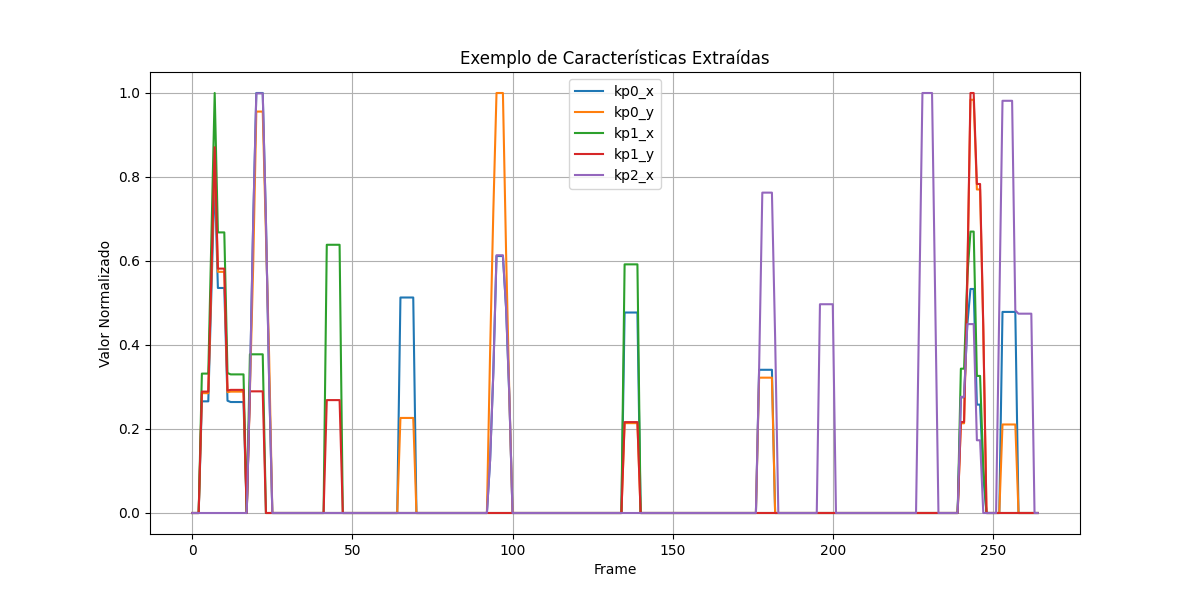 Exemplo de Características Extraídas
kp0_x
kp0_y
kp1_x
kp1_y
kp2_x
Valor Normalizado
1.0
0.8
0.6
0.4
0.2
0.0
0 50 100 150 200 250
Frame